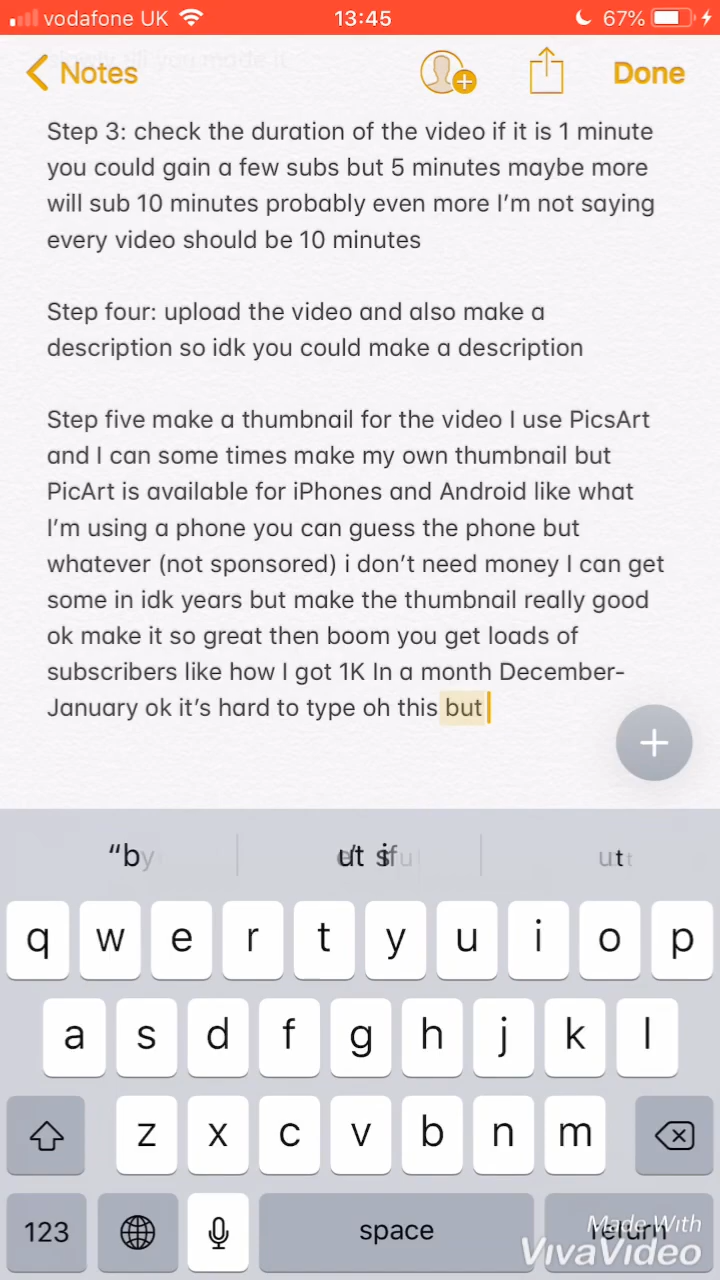 vodafone UK 13:45 67%
Notes Done
Step 3: check the duration of the video if it is 1 minute
you could gain a few subs but 5 minutes maybe more
will sub 10 minutes probably even more I'm not saying
every video should be 10 minutes
Step four: upload the video and also make a
description so idk you could make a description
Step five make a thumbnail for the video I use PicsArt
and I can some times make my own thumbnail but
PicArt is available for iPhones and Android like what
I'm using a phone you can guess the phone but
whatever (not sponsored) i don't need money I can get
some in idk years but make the thumbnail really good
ok make it so great then boom you get loads of
subscribers like how I got 1K In a month December-
January ok it's hard to type oh this but
q w e r t y u i o p
a s d f g h j k l
z x c v b n m
123 space return
Made With
VivaVideo